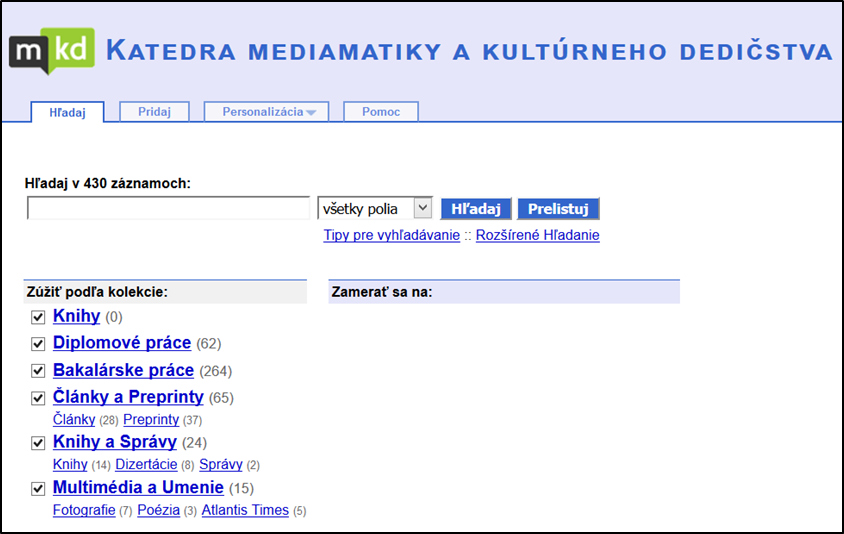 mkd KATEDRA MEDIAMATIKY A KULTÚRNEHO DEDIČSTVA
Hľadaj Pridaj Personalizácia Pomoc
Hľadaj v 430 záznamoch:
všetky polia Hľadaj Prelistuj
Tipy pre vyhľadávanie :: Rozšírené Hľadanie
Zúžiť podľa kolekcie: Zamerať sa na:
Knihy (0)
Diplomové práce (62)
Bakalárske práce (264)
Články a Preprinty (65)
Články (28) Preprinty (37)
Knihy a Správy (24)
Knihy (14) Dizertácie (8) Správy (2)
Multimédia a Umenie (15)
Fotografie (7) Poézia (3) Atlantis Times (5)